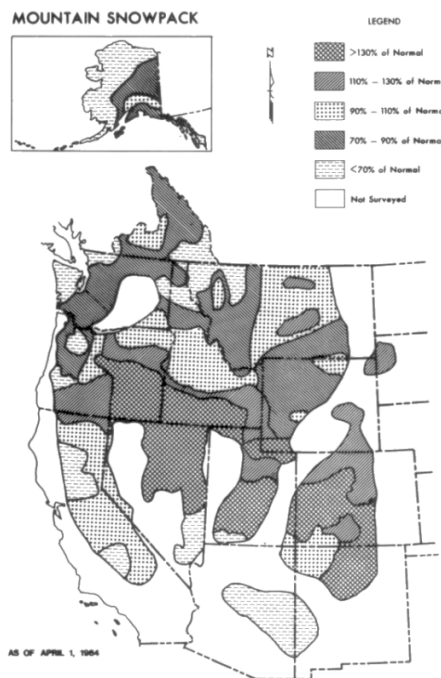 MOUNTAIN SNOWPACK
LEGEND
>130% of Normal
110% - 130% of Norma
90% - 110% of Norma
70% - 90% of Norma
<70% of Normal
Not Surveyed
AS OF APRIL 1, 1984